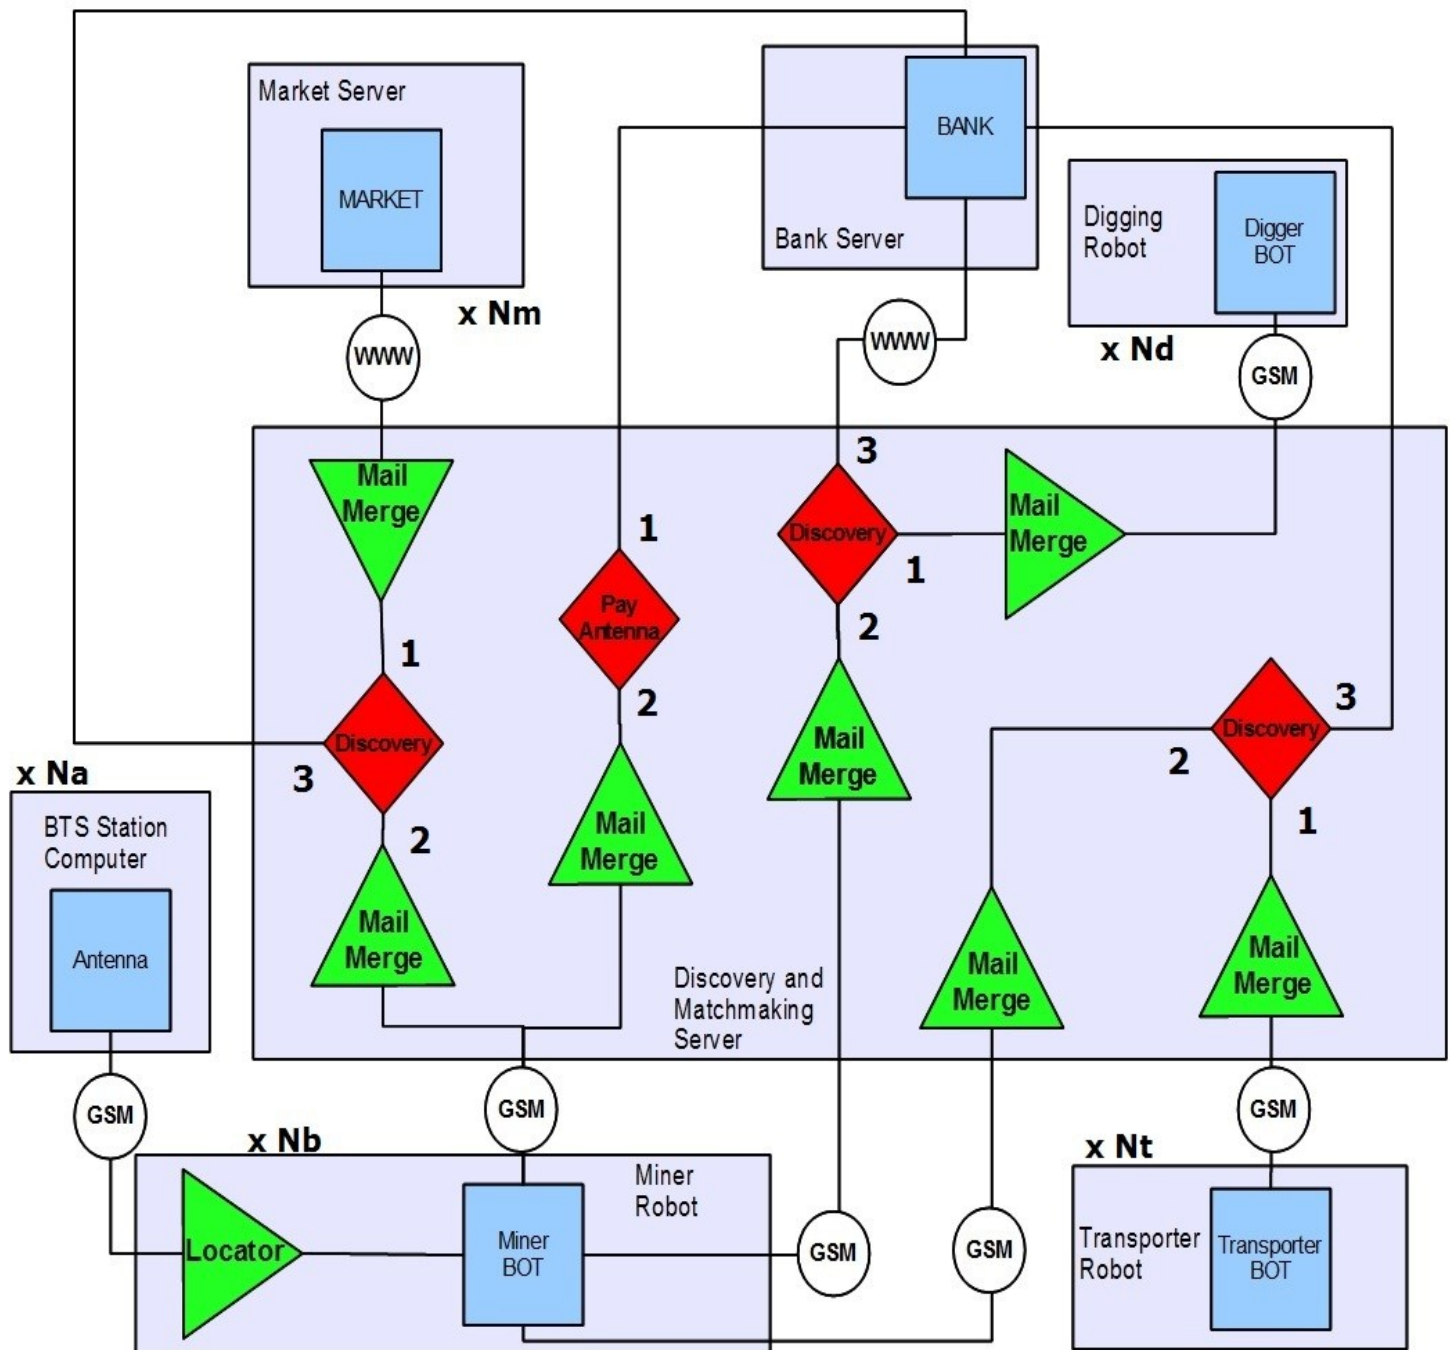 Market Server
MARKET
x Nm
WWW
BANK
Bank Server
WWW
Digging
Robot
Digger
BOT
x Nd
GSM
Mail
Merge
1
Discovery
3
2
Mail
Merge
1
Pay
Antenna
2
Mail
Merge
3
Discovery
1
2
Mail
Merge
Mail
Merge
3
Discovery
2
1
Mail
Merge
Mail
Merge
Discovery and
Matchmaking
Server
x Na
BTS Station
Computer
Antenna
GSM
GSM
x Nb
Miner
Robot
Locator
Miner
BOT
GSM
GSM
GSM
x Nt
Transporter
Robot
Transporter
BOT